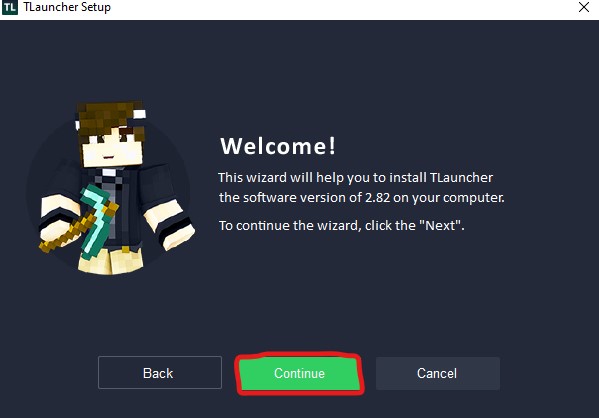 TL TLauncher Setup
Welcome!
This wizard will help you to install TLauncher
the software version of 2.82 on your computer.
To continue the wizard, click the "Next".
Back
Continue
Cancel